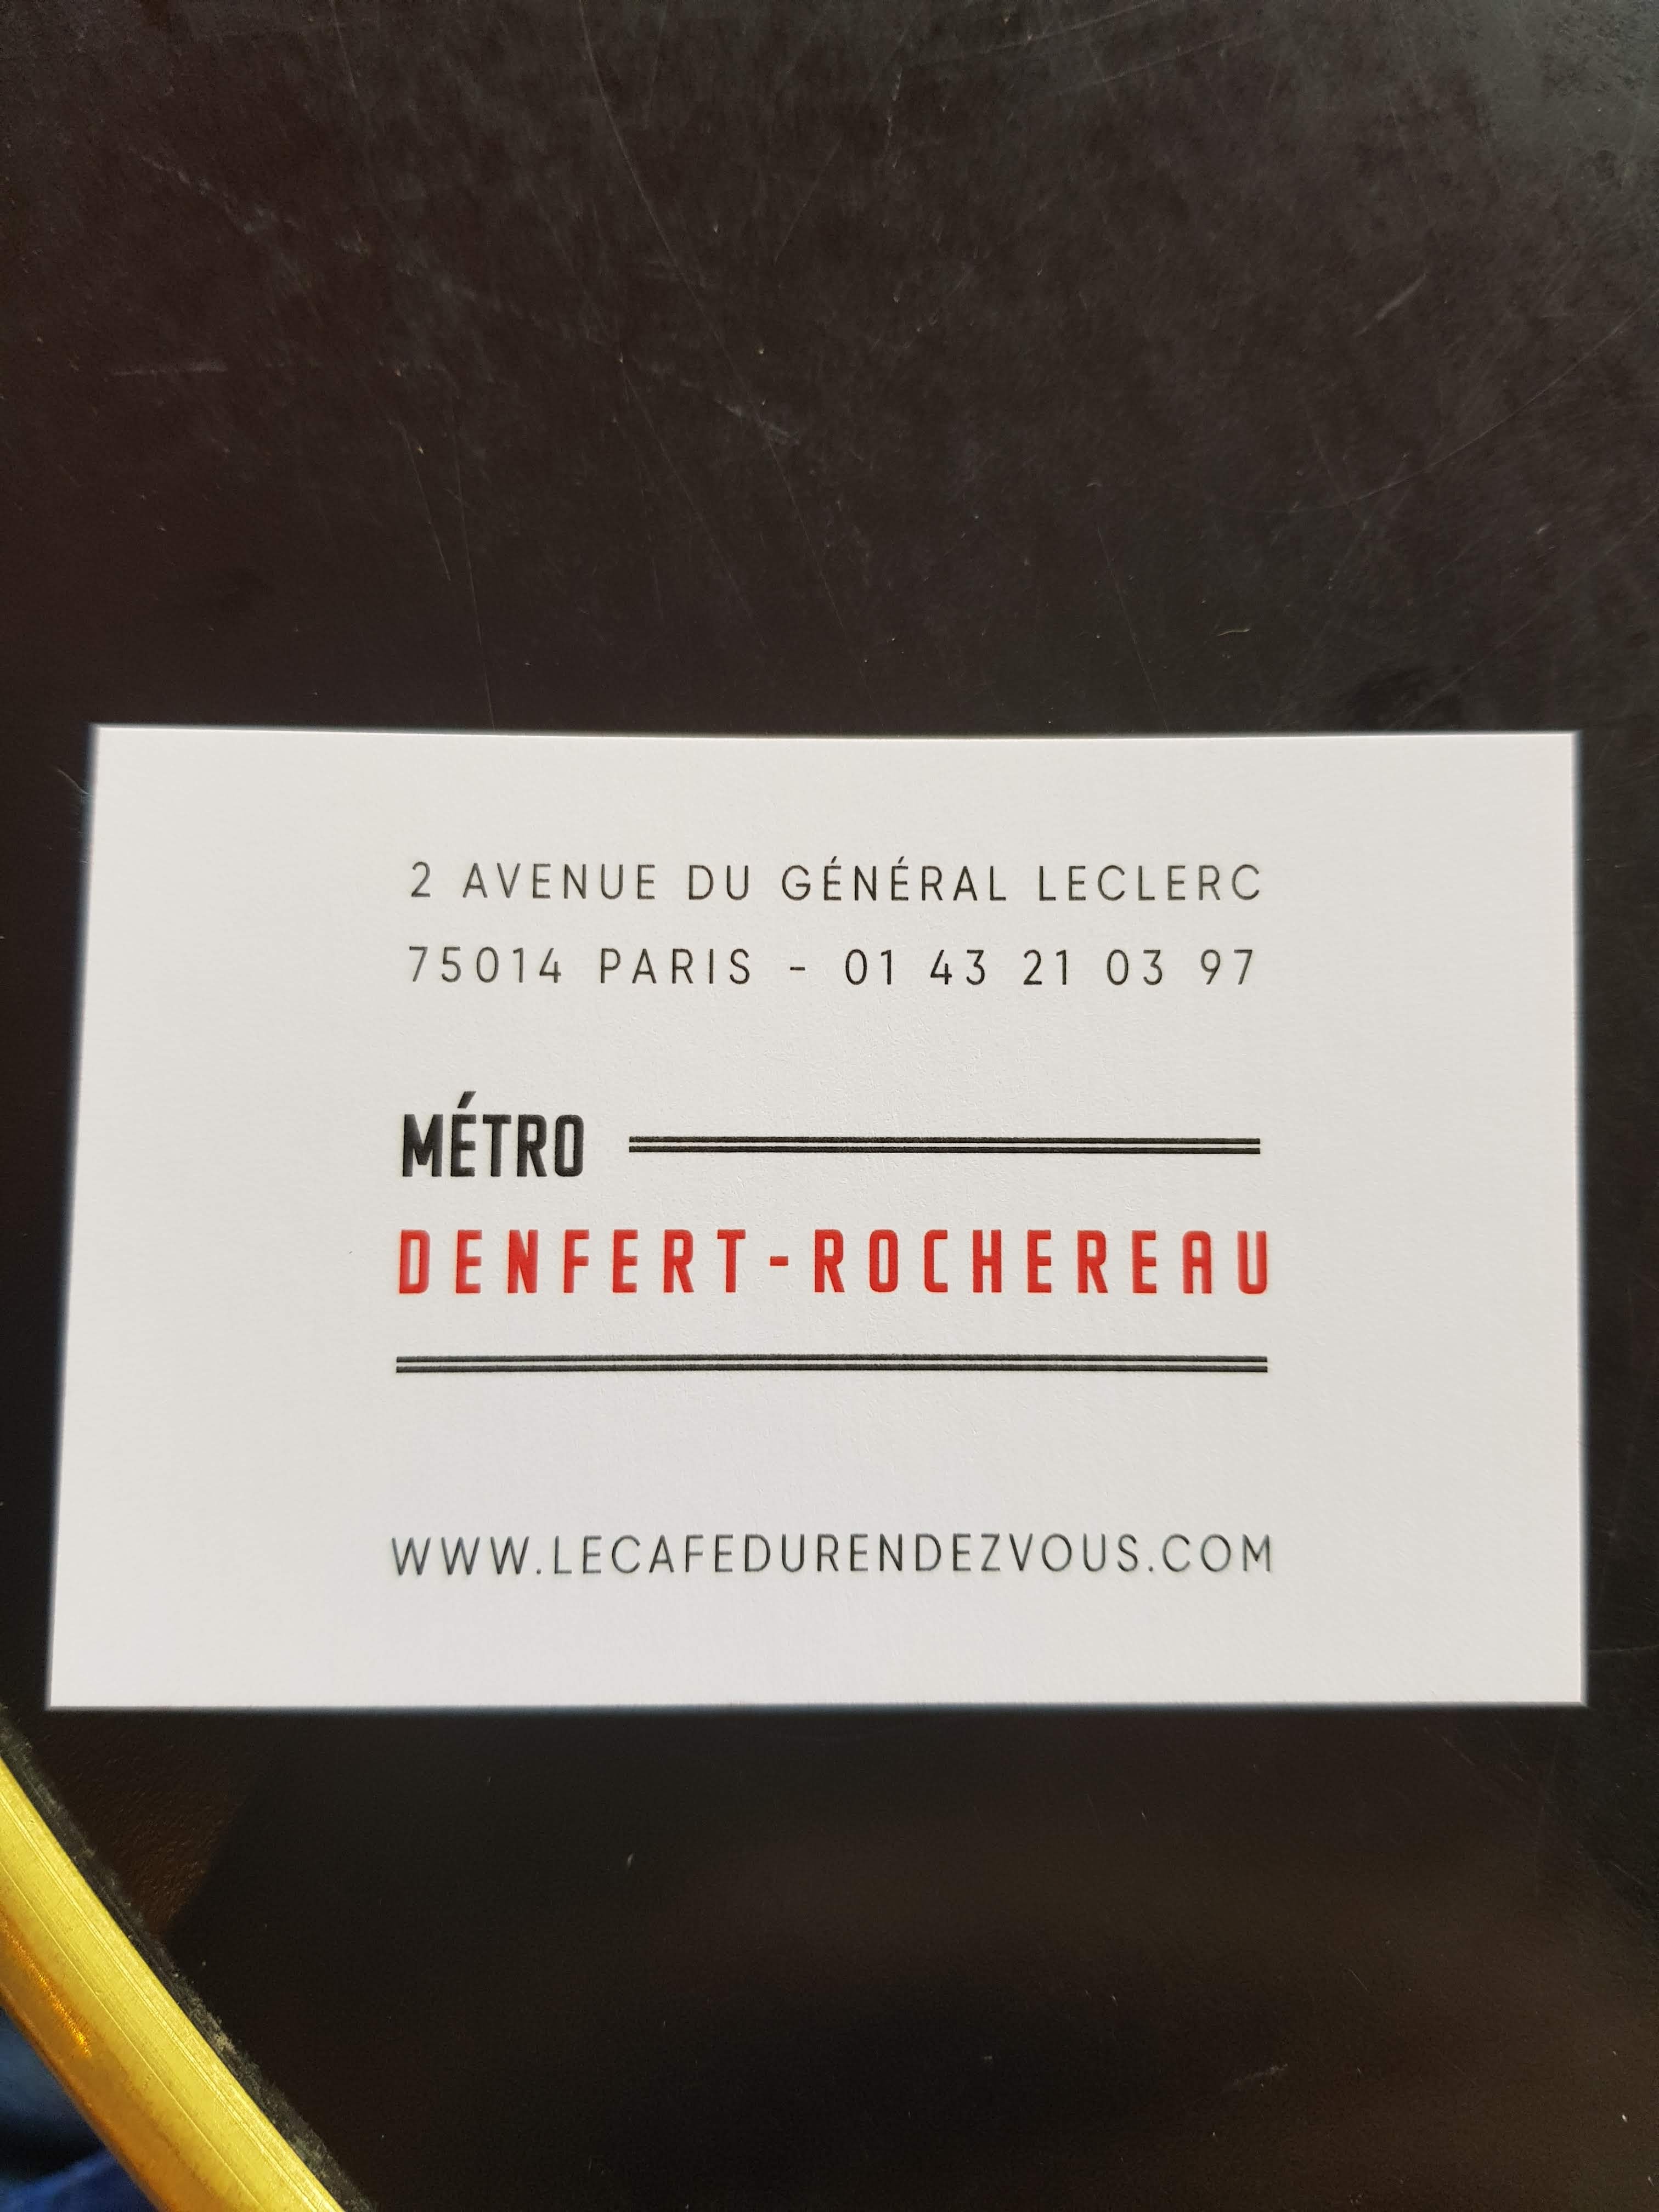 2 AVENUE DU GÉNÉRAL LECLERC
75014 PARIS - 01 43 21 03 97
MÉTRO
DENFERT-ROCHEREAU
WWW.LECAFEDURENDEZVOUS.COM